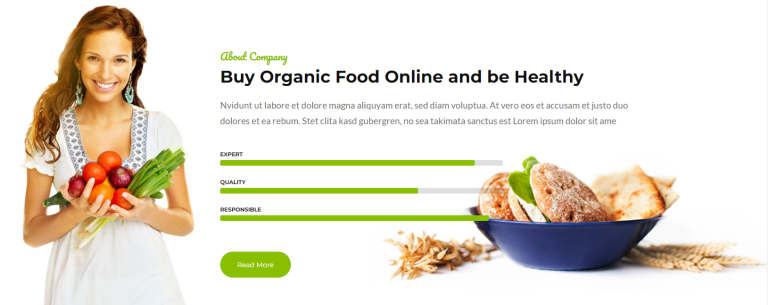 About Company
Buy Organic Food Online and be Healthy
Nvidunt ut labore et dolore magna aliquyam erat, sed diam voluptua. At vero eos et accusam et justo duo
dolores et ea rebum. Stet clita kasd gubergren, no sea takimata sanctus est Lorem ipsum dolor sit ame
EXPERT
QUALITY
RESPONSIBLE
Read More